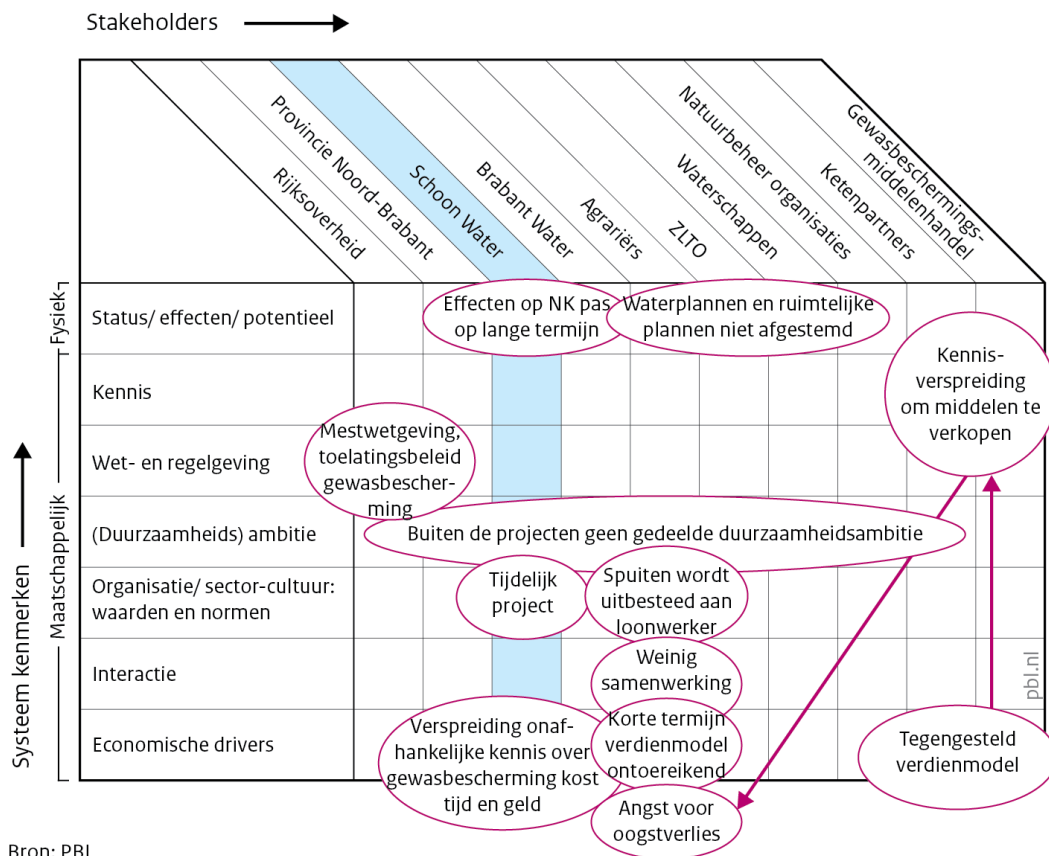 Stakeholders
Rijksoverheid
Provincie Noord-Brabant
Schoon Water
Brabant Water
Agrariërs
ZLTO
Waterschappen
Natuurbeheer organisaties
Ketenpartners
Gewasbeschermings-
middelenhandel
Systeem kenmerken
Fysiek
Maatschappelijk
Status/ effecten/ potentieel
Effecten op NK pas
op lange termijn
Waterplannen en ruimtelijke
plannen niet afgestemd
Kennis
Kennis-
verspreiding
om middelen te
verkopen
Wet- en regelgeving
Mestwetgeving,
toelatingsbeleid
gewasbescher-
ming
(Duurzaamheids) ambitie
Buiten de projecten geen gedeelde duurzaamheidsambitie
Organisatie/ sector-cultuur:
waarden en normen
Tijdelijk
project
Spuiten wordt
uitbesteed aan
loonwerker
Interactie
Weinig
samenwerking
Economische drivers
Verspreiding onaf-
hankelijke kennis over
gewasbescherming kost
tijd en geld
Korte termijn
verdienmodel
ontoereikend
Tegengesteld
verdienmodel
Angst voor
oogstverlies
pbl.nl
Bron: PBL